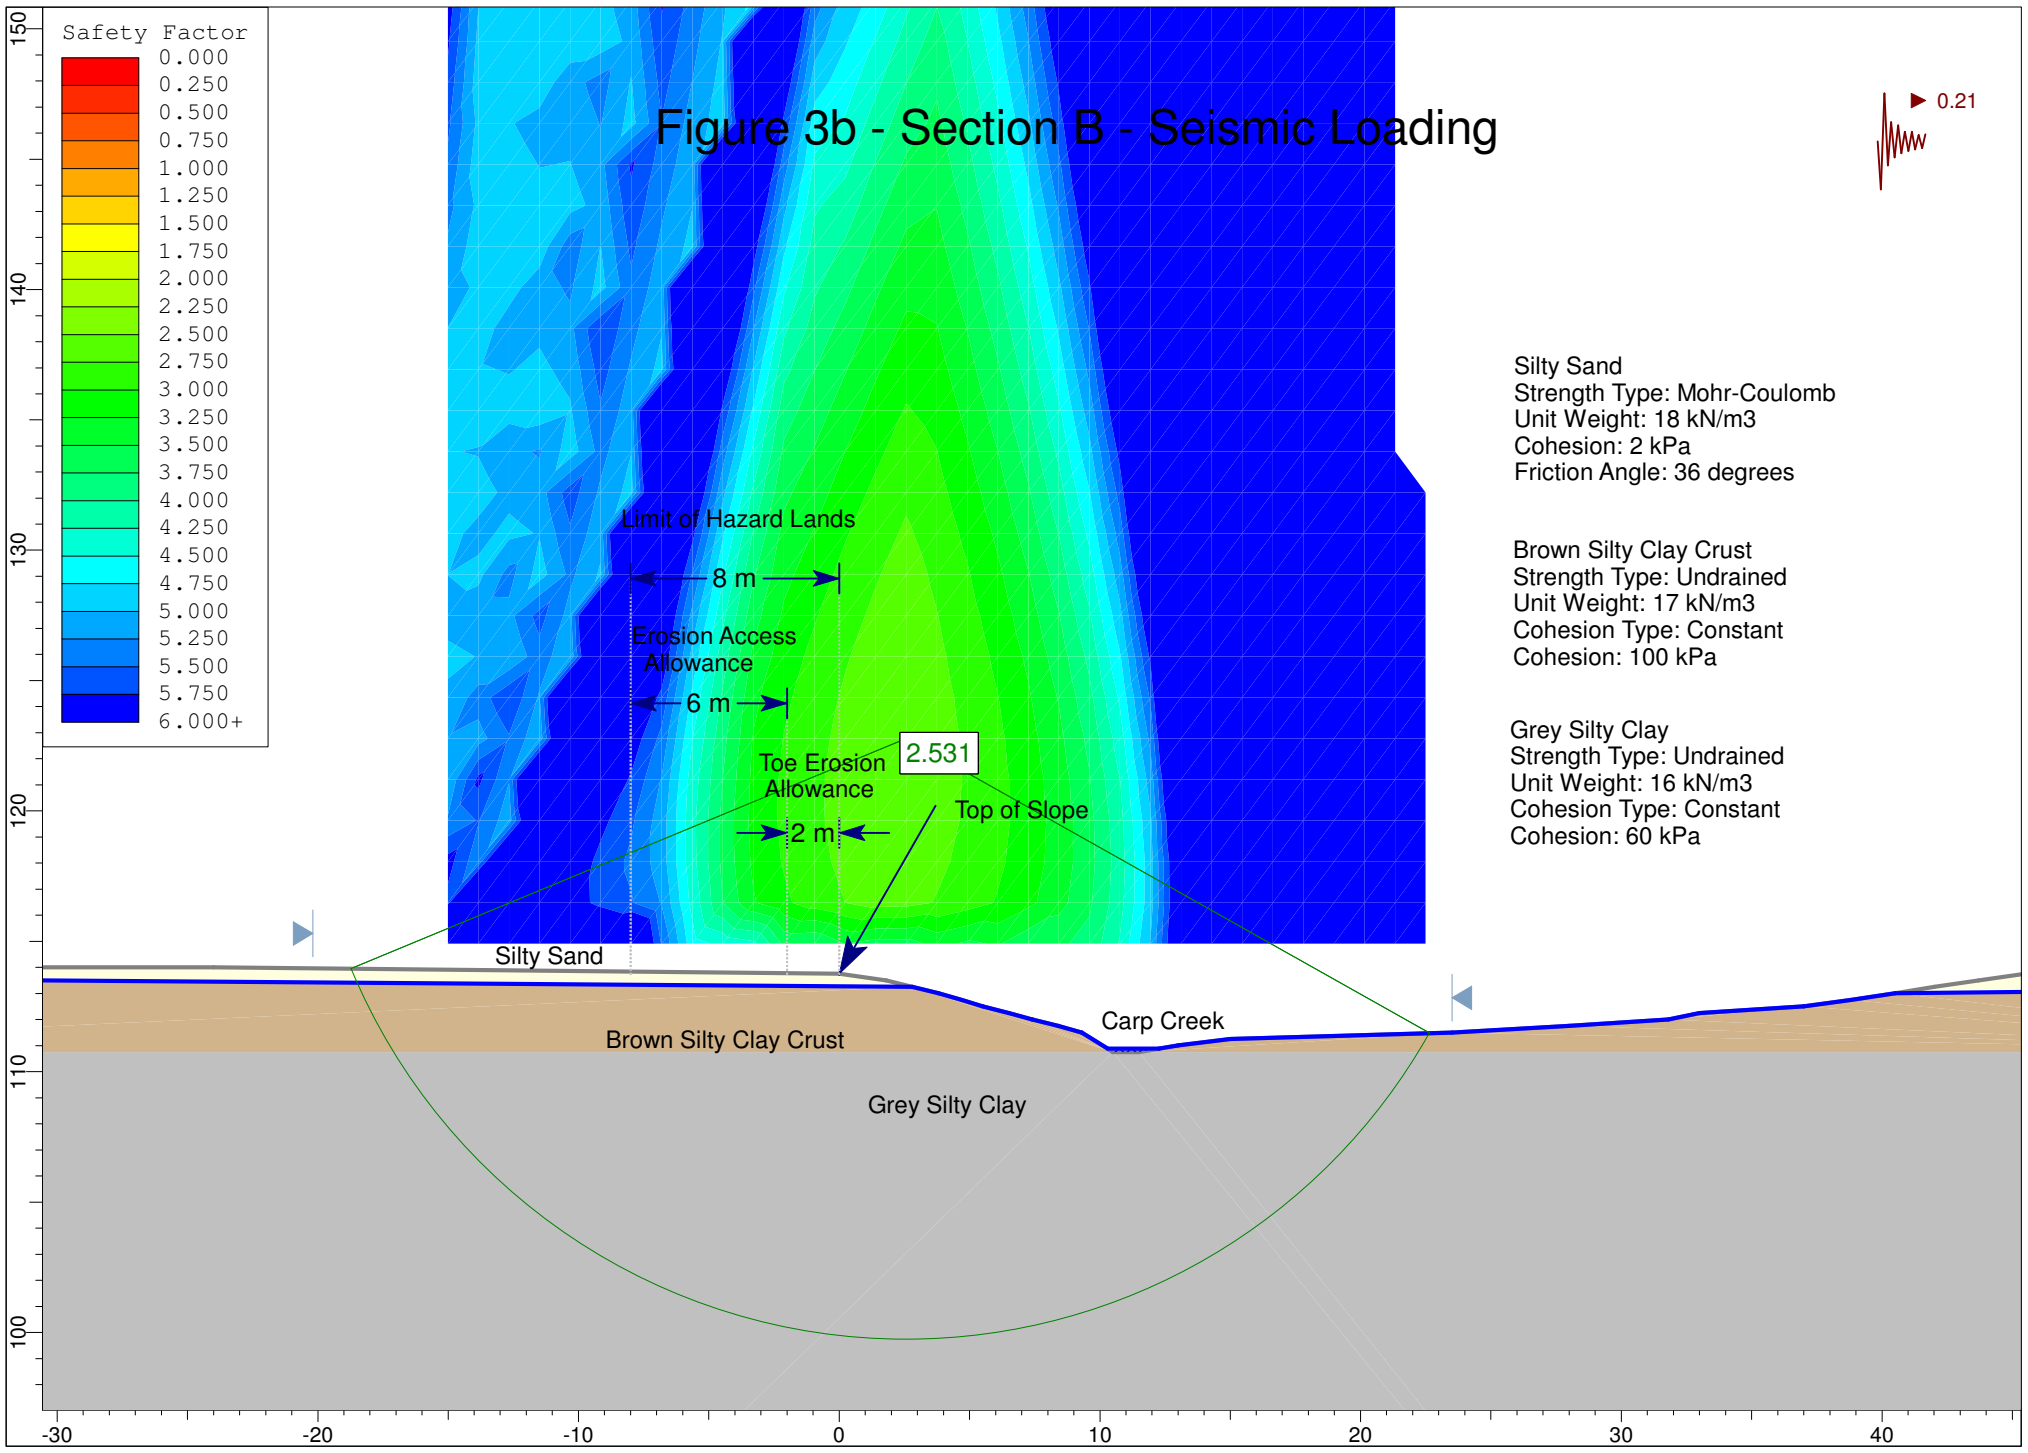 Safety Factor
0.000
0.250
0.500
0.750
1.000
1.250
1.500
1.750
2.000
2.250
2.500
2.750
3.000
3.250
3.500
3.750
4.000
4.250
4.500
4.750
5.000
5.250
5.500
5.750
6.000+
Figure 3b - Section B - Seismic Loading
0.21
Silty Sand
Strength Type: Mohr-Coulomb
Unit Weight: 18 kN/m3
Cohesion: 2 kPa
Friction Angle: 36 degrees
Brown Silty Clay Crust
Strength Type: Undrained
Unit Weight: 17 kN/m3
Cohesion Type: Constant
Cohesion: 100 kPa
Grey Silty Clay
Strength Type: Undrained
Unit Weight: 16 kN/m3
Cohesion Type: Constant
Cohesion: 60 kPa
Limit of Hazard Lands
8 m
Erosion Access
Allowance
6 m
2.531
Toe Erosion
Allowance
2 m
Top of Slope
Silty Sand
Carp Creek
Brown Silty Clay Crust
Grey Silty Clay
150
140
130
120
110
100
-30
-20
-10
0
10
20
30
40